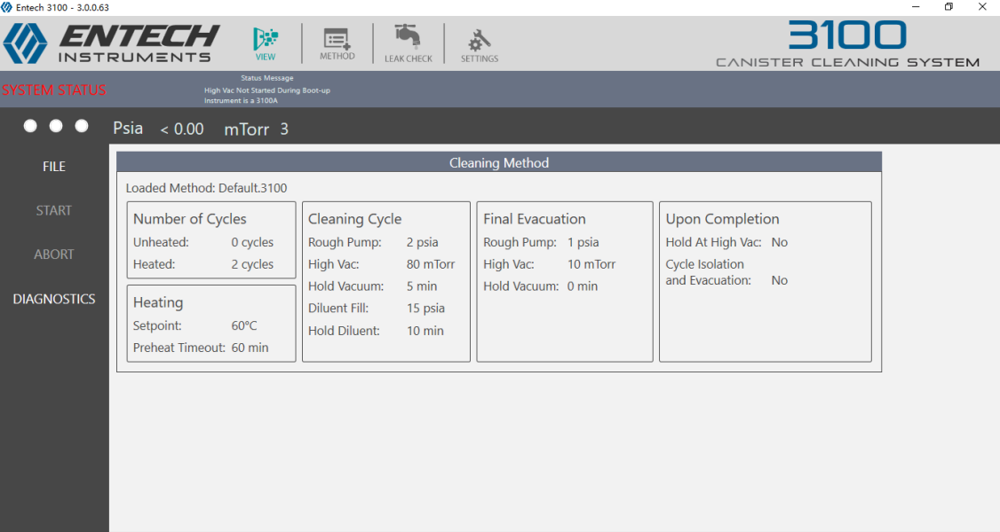 Entech 3100 - 3.0.0.63
ENTECH
INSTRUMENTS
VIEW
METHOD
LEAK CHECK
SETTINGS
3100
CANISTER CLEANING SYSTEM
SYSTEM STATUS
Status Message
High Vac Not Started During Boot-up
Instrument is a 3100A
Psia < 0.00 mTorr 3
FILE
START
ABORT
DIAGNOSTICS
Cleaning Method
Loaded Method: Default.3100
Number of Cycles
Unheated: 0 cycles
Heated: 2 cycles
Heating
Setpoint: 60°C
Preheat Timeout: 60 min
Cleaning Cycle
Rough Pump: 2 psia
High Vac: 80 mTorr
Hold Vacuum: 5 min
Diluent Fill: 15 psia
Hold Diluent: 10 min
Final Evacuation
Rough Pump: 1 psia
High Vac: 10 mTorr
Hold Vacuum: 0 min
Upon Completion
Hold At High Vac: No
Cycle Isolation
and Evacuation: No